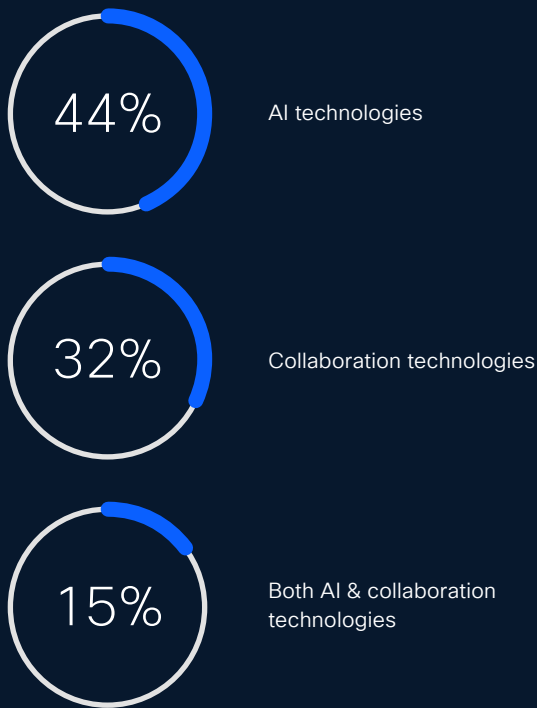 44%
AI technologies
32%
Collaboration technologies
15%
Both AI & collaboration
technologies